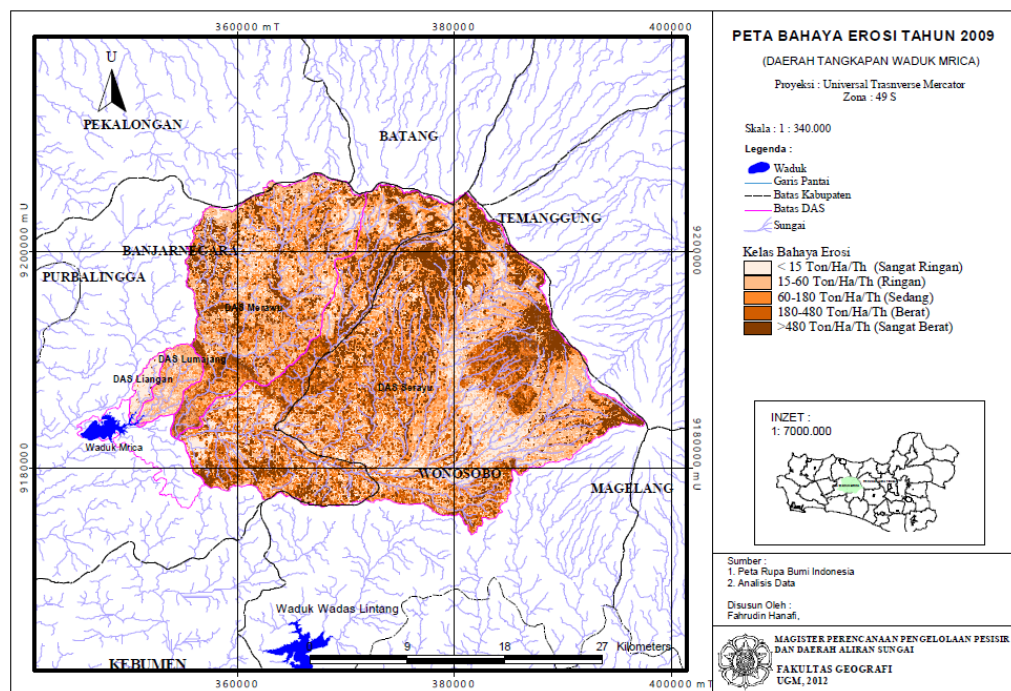 360000 mT
380000
400000
U
PEKALONGAN
BATANG
TEMANGGUNG
BANJARNEGARA
PURBALINGGA
DAS Merawu
DAS Lumajang
DAS Liangan
DAS Serayu
Waduk Mrica
WONOSOBO
MAGELANG
Waduk Wadas Lintang
KEBUMEN
9 18 27 Kilometers
9200000 mU
918000
9200000
9180000 mU
360000
380000
400000 mT
PETA BAHAYA EROSI TAHUN 2009
(DAERAH TANGKAPAN WADUK MRICA)
Proyeksi : Universal Trasnverse Mercator
Zona : 49 S
Skala : 1 : 340.000
Legenda :
Waduk
Garis Pantai
Batas Kabupaten
Batas DAS
Sungai
Kelas Bahaya Erosi
< 15 Ton/Ha/Th (Sangat Ringan)
15-60 Ton/Ha/Th (Ringan)
60-180 Ton/Ha/Th (Sedang)
180-480 Ton/Ha/Th (Berat)
>480 Ton/Ha/Th (Sangat Berat)
INZET :
1: 7000.000
Sumber :
1. Peta Rupa Bumi Indonesia
2. Analisis Data
Disusun Oleh :
Fahrudin Hanafi,
MAGISTER PERENCANAAN PENGELOLAAN PESISIR
DAN DAERAH ALIRAN SUNGAI
FAKULTAS GEOGRAFI
UGM, 2012